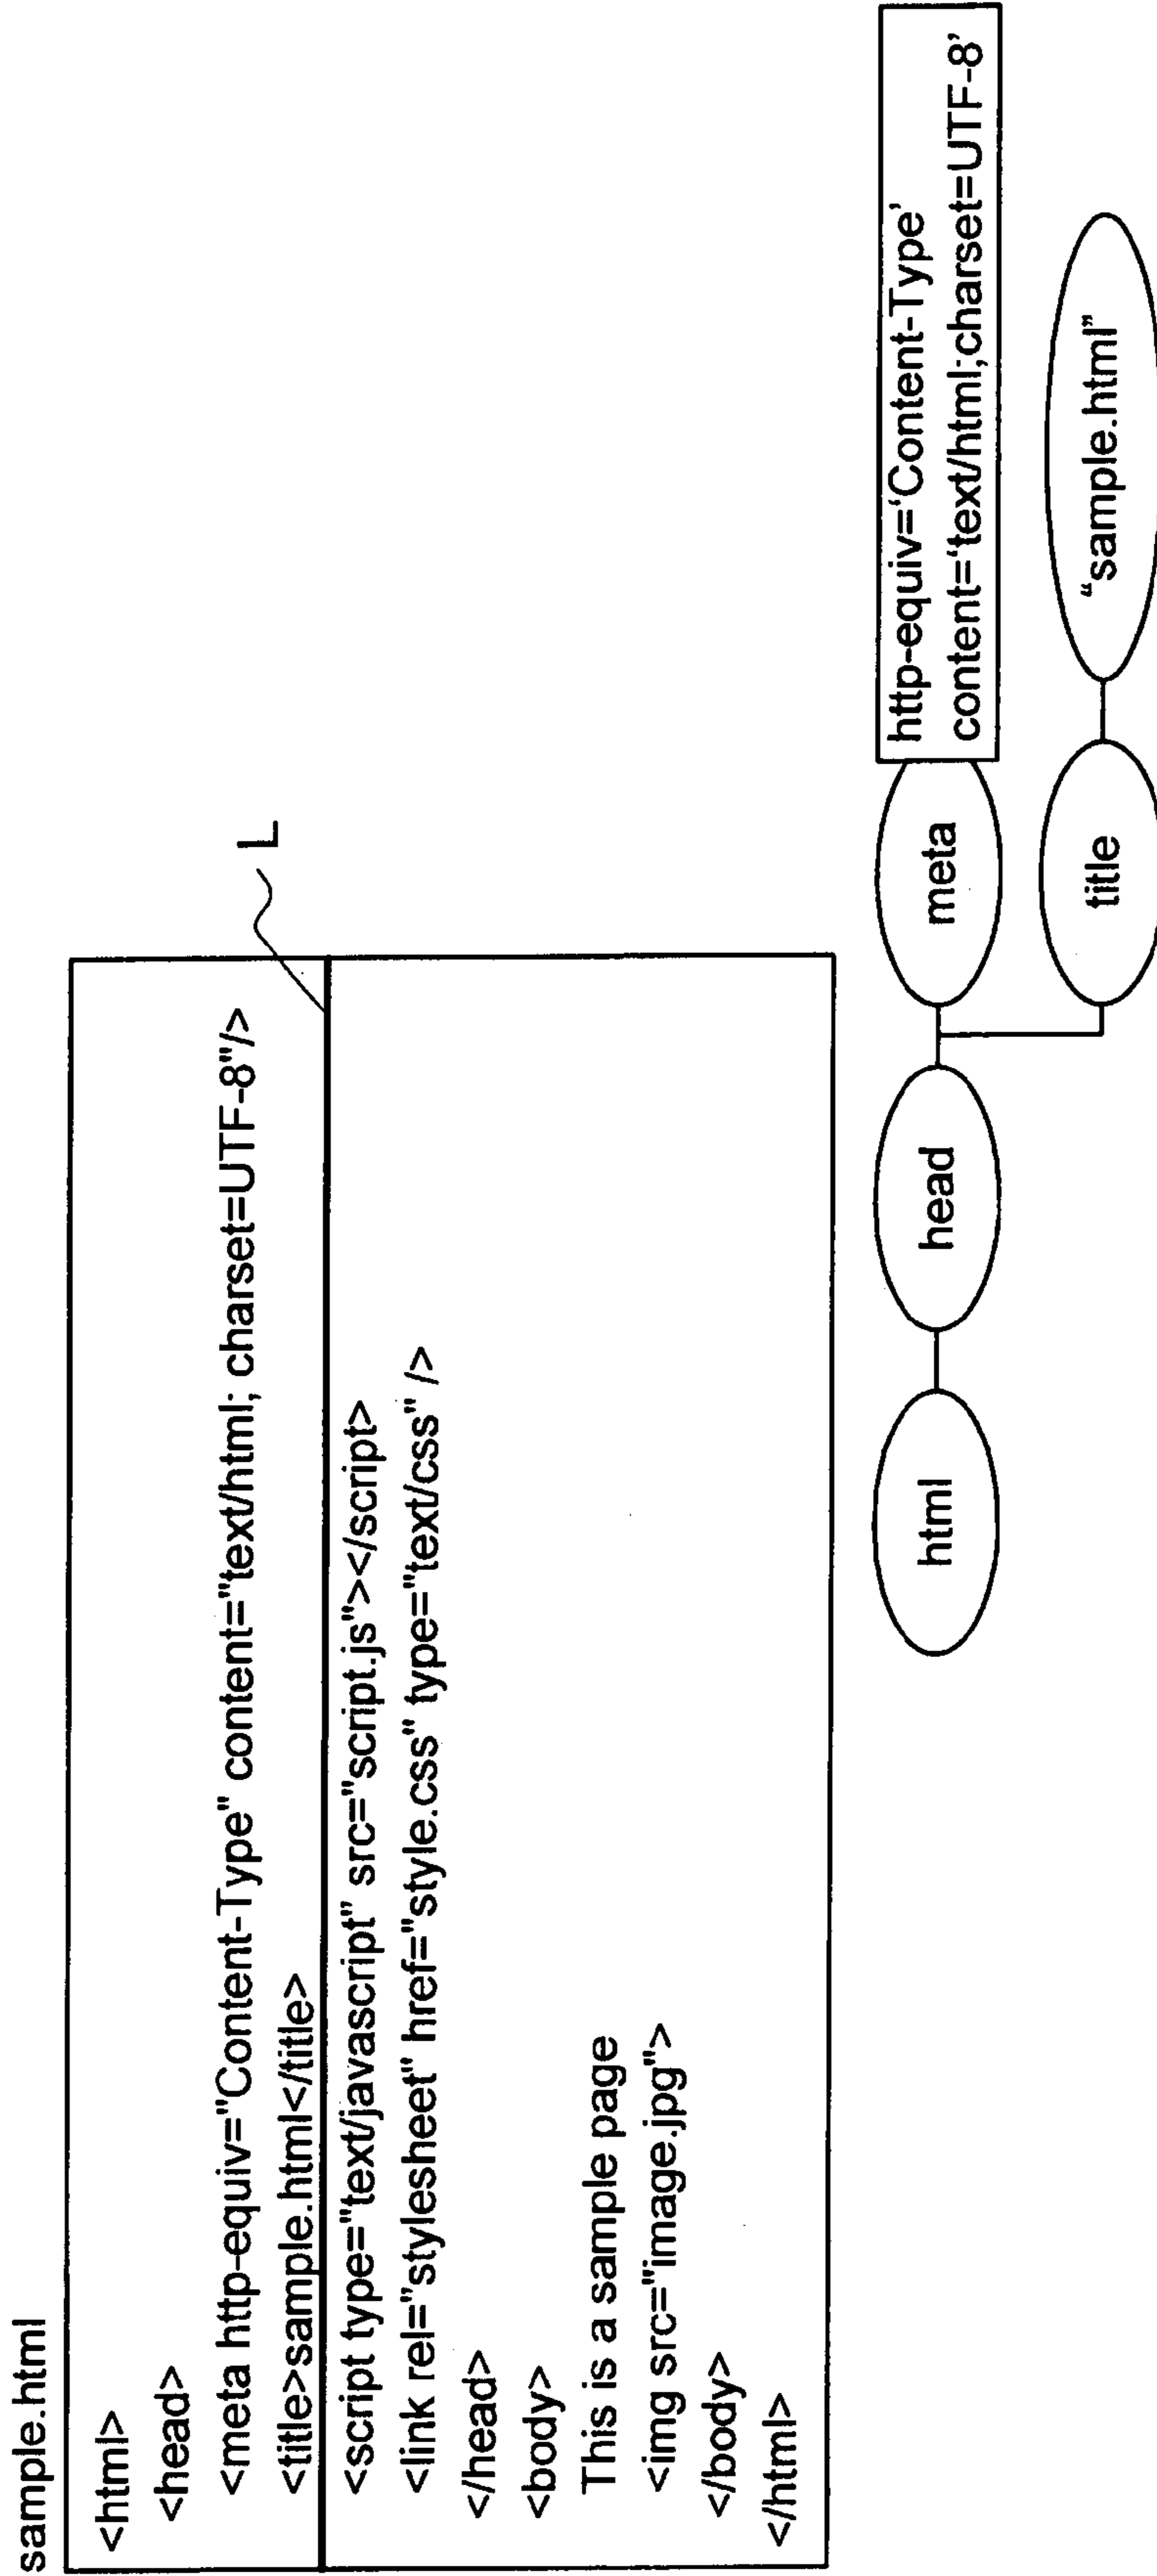 sample.html
<html>
<head>
<meta http-equiv="Content-Type" content="text/html; charset=UTF-8"/>
<title>sample.html</title>
L
<script type="text/javascript" src="script.js"></script>
<link rel="stylesheet" href="style.css" type="text/css" />
</head>
<body>
This is a sample page
<img src="image.jpg">
</body>
</html>
html
head
meta
http-equiv=‘Content-Type’
content=‘text/html;charset=UTF-8’
title
“sample.html”